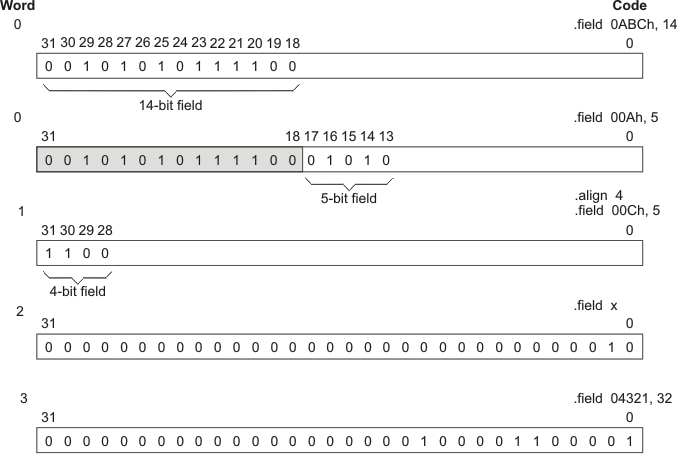 Word Code
0 .field 0ABCh, 14
31 30 29 28 27 26 25 24 23 22 21 20 19 18 0
0 0 1 0 1 0 1 0 1 1 1 1 0 0
14-bit field
0 .field 00Ah, 5
31 18 17 16 15 14 13 0
0 0 1 0 1 0 1 0 1 1 1 1 0 0 0 1 0 1 0
5-bit field
.align 4
1 .field 00Ch, 5
31 30 29 28 0
1 1 0 0
4-bit field
2 .field x
31 0
0 0 0 0 0 0 0 0 0 0 0 0 0 0 0 0 0 0 0 0 0 0 0 0 0 0 0 0 0 0 1 0
3 .field 04321, 32
31 0
0 0 0 0 0 0 0 0 0 0 0 0 0 0 0 0 0 0 0 0 1 0 0 0 0 1 1 0 0 0 0 1